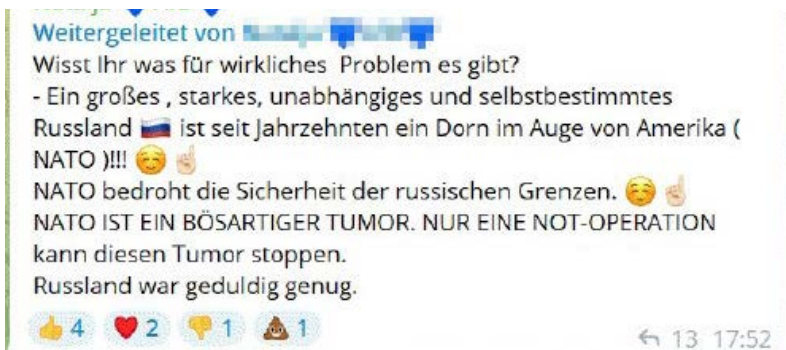 Weitergeleitet von
Wisst Ihr was für wirkliches Problem es gibt?
- Ein großes , starkes, unabhängiges und selbstbestimmtes
Russland 🇷🇺 ist seit Jahrzehnten ein Dorn im Auge von Amerika (
NATO )!!! ☺️ ☝🏻
NATO bedroht die Sicherheit der russischen Grenzen. ☺️ ☝🏻
NATO IST EIN BÖSARTIGER TUMOR. NUR EINE NOT-OPERATION
kann diesen Tumor stoppen.
Russland war geduldig genug.
👍 4 ❤️ 2 👎 1 💩 1
13 17:52